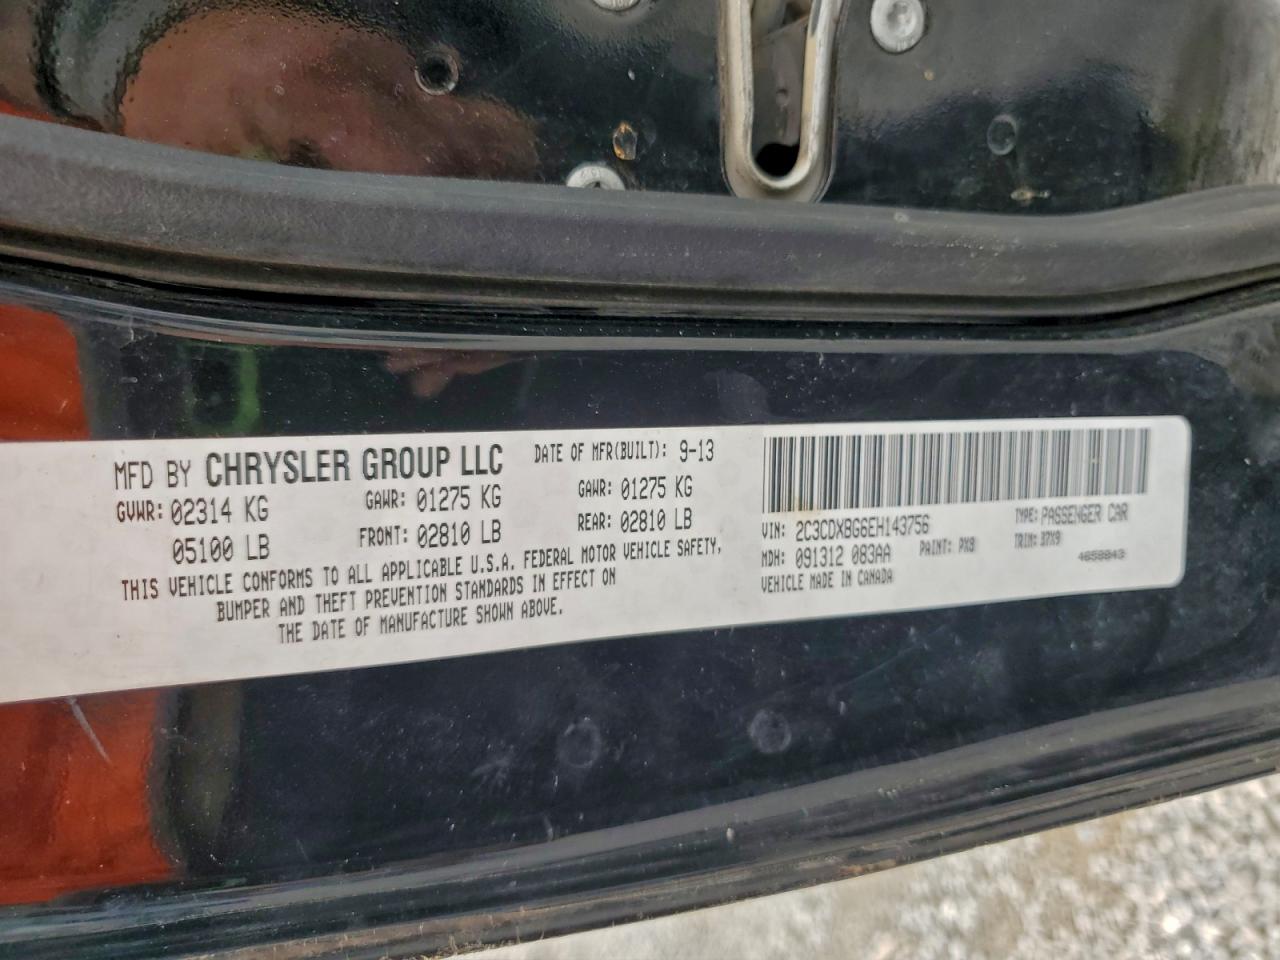 MFD BY CHRYSLER GROUP LLC DATE OF MFR(BUILT): 9-13
GVWR: 02314 KG GAWR: 01275 KG GAWR: 01275 KG
05100 LB FRONT: 02810 LB REAR: 02810 LB
THIS VEHICLE CONFORMS TO ALL APPLICABLE U.S.A. FEDERAL MOTOR VEHICLE SAFETY,
BUMPER AND THEFT PREVENTION STANDARDS IN EFFECT ON
THE DATE OF MANUFACTURE SHOWN ABOVE.
VIN: 2C3CDXBG6EH143756 TYPE: PASSENGER CAR
MDH: 091312 083AA PAINT: PX8 TRIM:
VEHICLE MADE IN CANADA